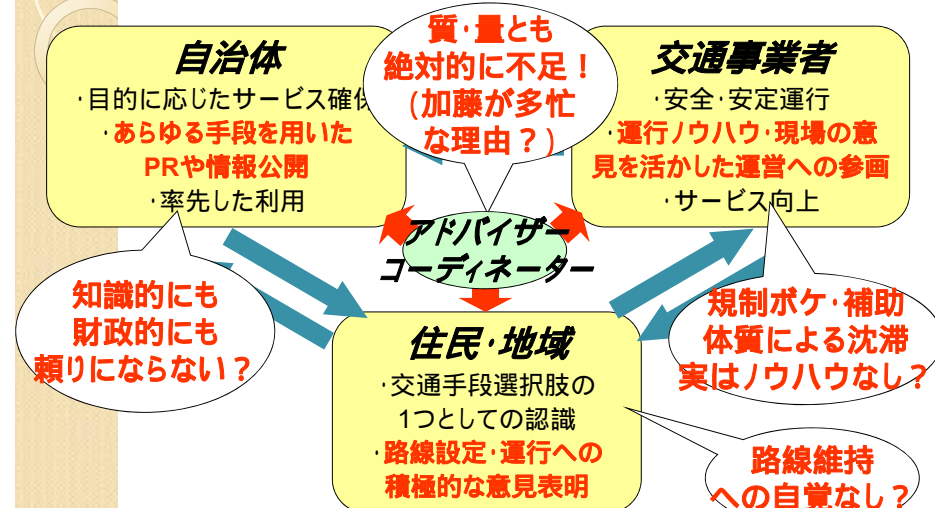 自治体
・目的に応じたサービス確保
・あらゆる手段を用いた
PRや情報公開
・率先した利用
質・量とも
絶対的に不足！
(加藤が多忙
な理由？)
交通事業者
・安全・安定運行
・運行ノウハウ・現場の意
見を活かした運営への参画
・サービス向上
アドバイザー
コーディネーター
知識的にも
財政的にも
頼りにならない？
規制ボケ・補助
体質による沈滞
実はノウハウなし？
住民・地域
・交通手段選択肢の
1つとしての認識
・路線設定・運行への
積極的な意見表明
路線維持
への自覚なし？